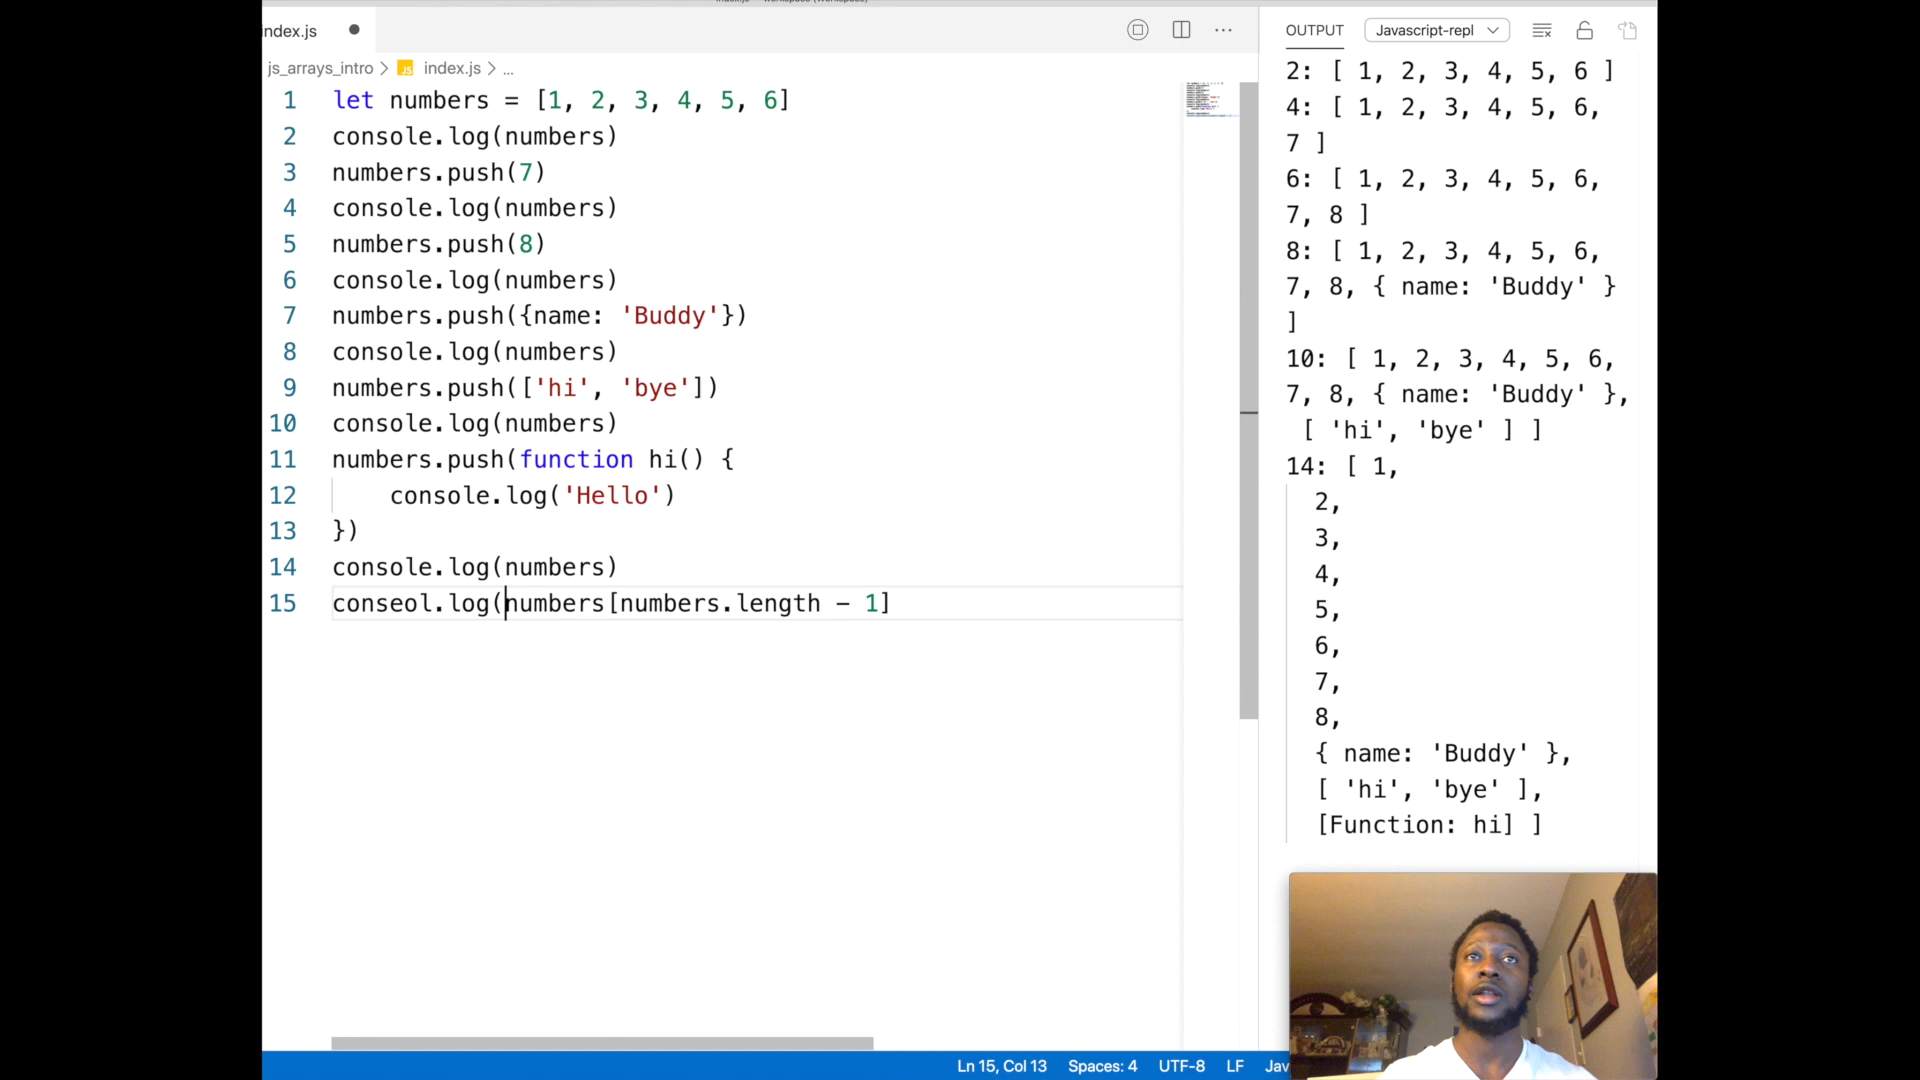 index.js
OUTPUT
Javascript-repl
js_arrays_intro > JS index.js > ...
1 let numbers = [1, 2, 3, 4, 5, 6]
2 console.log(numbers)
3 numbers.push(7)
4 console.log(numbers)
5 numbers.push(8)
6 console.log(numbers)
7 numbers.push({name: 'Buddy'})
8 console.log(numbers)
9 numbers.push(['hi', 'bye'])
10 console.log(numbers)
11 numbers.push(function hi() {
12 console.log('Hello')
13 })
14 console.log(numbers)
15 conseol.log(numbers[numbers.length - 1]
2: [ 1, 2, 3, 4, 5, 6 ]
4: [ 1, 2, 3, 4, 5, 6,
7 ]
6: [ 1, 2, 3, 4, 5, 6,
7, 8 ]
8: [ 1, 2, 3, 4, 5, 6,
7, 8, { name: 'Buddy' }
]
10: [ 1, 2, 3, 4, 5, 6,
7, 8, { name: 'Buddy' },
[ 'hi', 'bye' ] ]
14: [ 1,
2,
3,
4,
5,
6,
7,
8,
{ name: 'Buddy' },
[ 'hi', 'bye' ],
[Function: hi] ]
Ln 15, Col 13 Spaces: 4 UTF-8 LF Jav